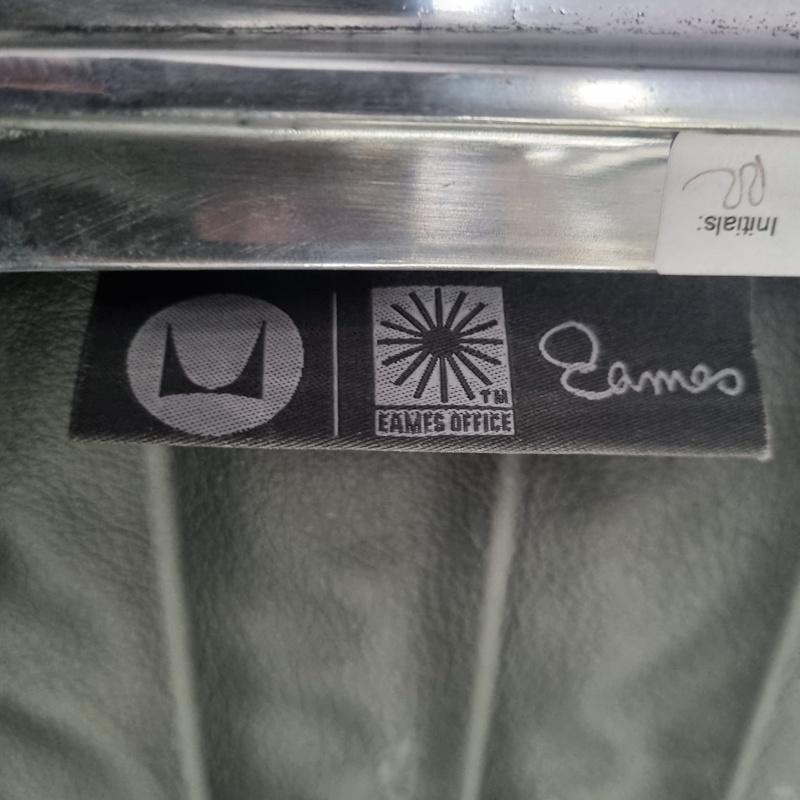 Initials:
TM
EAMES OFFICE
Eames